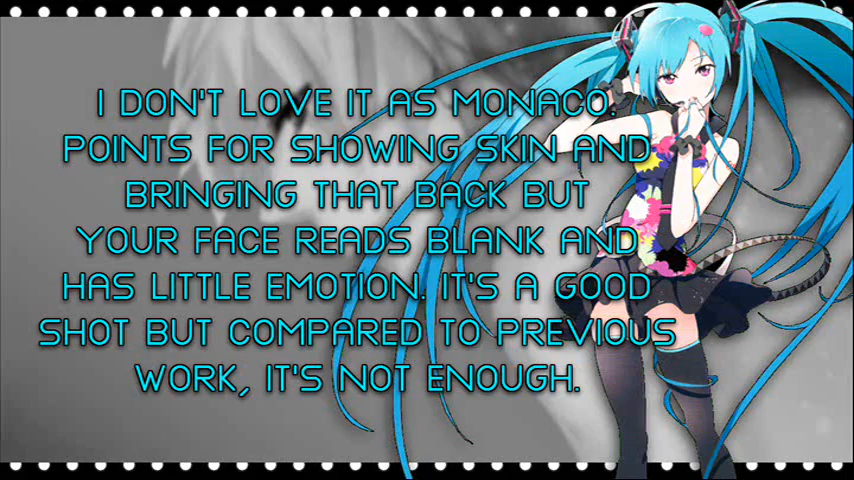 I DON'T LOVE IT AS MONACO.
POINTS FOR SHOWING SKIN AND
BRINGING THAT BACK BUT
YOUR FACE READS BLANK AND
HAS LITTLE EMOTION. IT'S A GOOD
SHOT BUT COMPARED TO PREVIOUS
WORK, IT'S NOT ENOUGH.